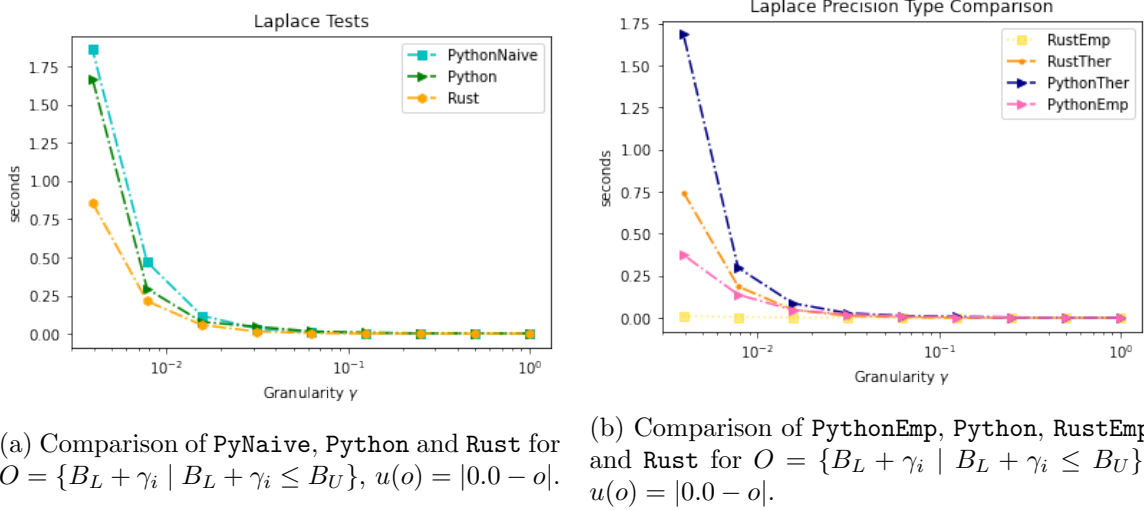 Laplace Tests
PythonNaive
Python
Rust
1.75
1.50
1.25
1.00
0.75
0.50
0.25
0.00
seconds
10⁻²
10⁻¹
10⁰
Granularity γ
(a) Comparison of PyNaive, Python and Rust for
O = {B_L + γ_i | B_L + γ_i ≤ B_U}, u(o) = |0.0 − o|.
Laplace Precision Type Comparison
RustEmp
RustTher
PythonTher
PythonEmp
1.75
1.50
1.25
1.00
0.75
0.50
0.25
0.00
seconds
10⁻²
10⁻¹
10⁰
Granularity γ
(b) Comparison of PythonEmp, Python, RustEmp
and Rust for O = {B_L + γ_i | B_L + γ_i ≤ B_U}
u(o) = |0.0 − o|.